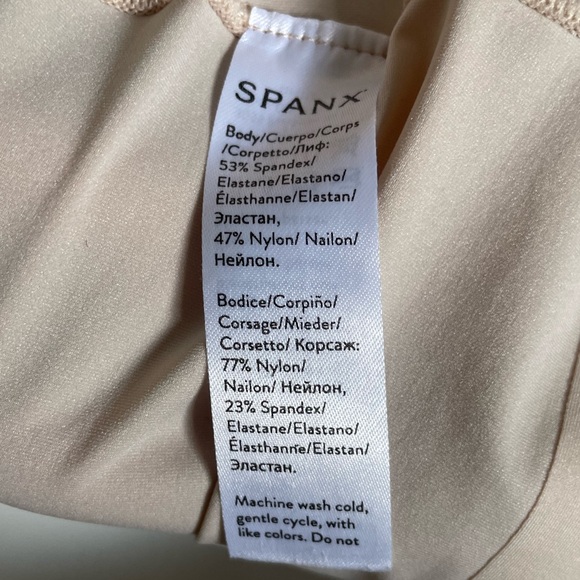 SPANX
Body/Cuerpo/Corps
/Corpetto/Лиф:
53% Spandex/
Elastane/Elastano/
Élasthanne/Elastan/
Эластан,
47% Nylon/ Nailon/
Нейлон.
Bodice/Corpiño/
Corsage/Mieder/
Corsetto/ Корсаж:
77% Nylon/
Nailon/ Нейлон,
23% Spandex/
Elastane/Elastano/
Élasthanne/Elastan/
Эластан.
Machine wash cold,
gentle cycle, with
like colors. Do not